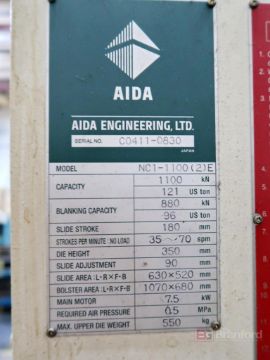 AIDA
AIDA ENGINEERING, LTD.
SERIAL NO. C0411-0830
JAPAN
MODEL NC1-1100(2)E
CAPACITY 1100 kN
121 US ton
BLANKING CAPACITY 880 kN
96 US ton
SLIDE STROKE 180 mm
STROKES PER MINUTE : NO LOAD 35~70 spm
DIE HEIGHT 350 mm
SLIDE ADJUSTMENT 90 mm
SLIDE AREA : L-R×F-B 630×520 mm
BOLSTER AREA : L-R×F-B 1070×680 mm
MAIN MOTOR 7.5 kW
REQUIRED AIR PRESSURE 0.5 MPa
MAX. UPPER DIE WEIGHT 550 kg
Branford